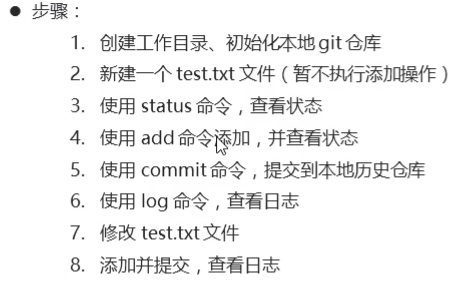 ● 步骤：
1. 创建工作目录、初始化本地 git 仓库
2. 新建一个 test.txt 文件（暂不执行添加操作）
3. 使用 status 命令，查看状态
4. 使用 add 命令添加，并查看状态
5. 使用 commit 命令，提交到本地历史仓库
6. 使用 log 命令，查看日志
7. 修改 test.txt 文件
8. 添加并提交，查看日志